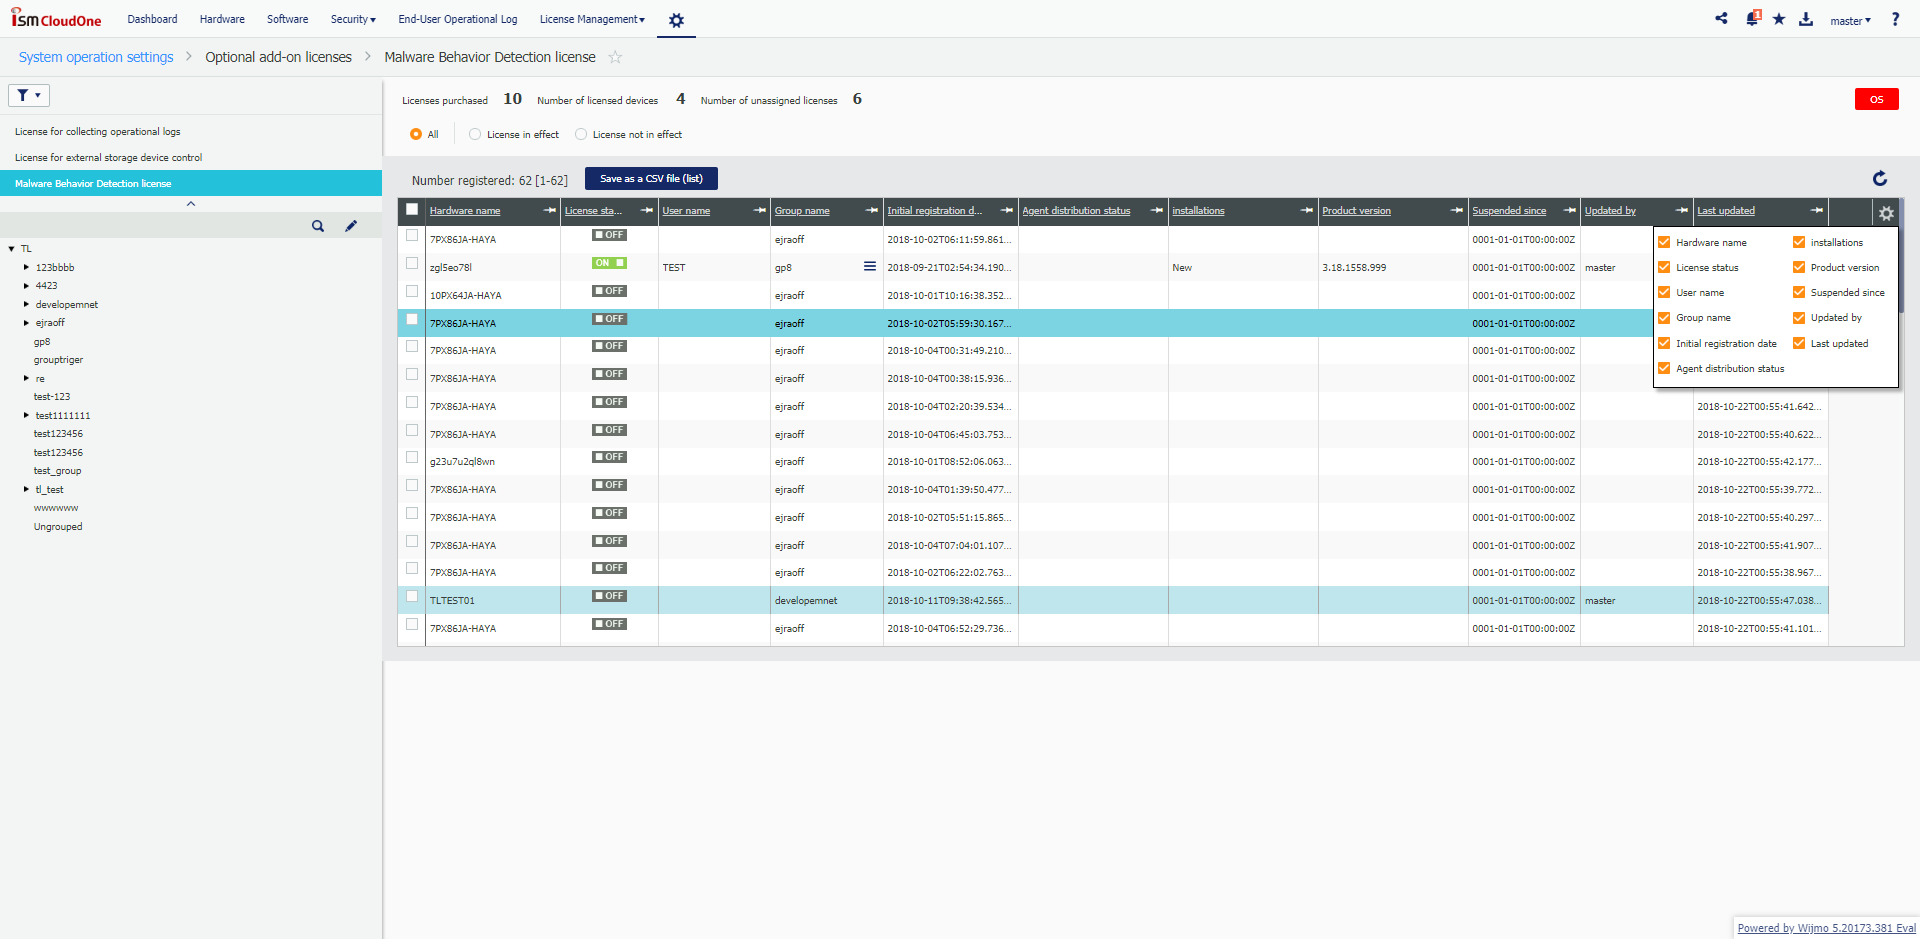 ism CloudOne Dashboard Hardware Software Security End-User Operational Log License Management 1 master ?
System operation settings > Optional add-on licenses > Malware Behavior Detection license
Licenses purchased 10 Number of licensed devices 4 Number of unassigned licenses 6 OS
All License in effect License not in effect
License for collecting operational logs
License for external storage device control
Malware Behavior Detection license
TL
123bbbb
4423
developemnet
ejraoff
gp8
grouptriger
re
test-123
test1111111
test123456
test123456
test_group
tl_test
wwwwww
Ungrouped
Number registered: 62 [1-62] Save as a CSV file (list)
Hardware name License sta... User name Group name Initial registration d... Agent distribution status installations Product version Suspended since Updated by Last updated
7PX86JA-HAYA OFF ejraoff 2018-10-02T06:11:59.861... 0001-01-01T00:00:00Z
zgl5eo78l ON TEST gp8 2018-09-21T02:54:34.190... New 3.18.1558.999 0001-01-01T00:00:00Z master
10PX64JA-HAYA OFF ejraoff 2018-10-01T10:16:38.352... 0001-01-01T00:00:00Z
7PX86JA-HAYA OFF ejraoff 2018-10-02T05:59:30.167... 0001-01-01T00:00:00Z
7PX86JA-HAYA OFF ejraoff 2018-10-04T00:31:49.210... 0001-01-01T00:00:00Z
7PX86JA-HAYA OFF ejraoff 2018-10-04T00:38:15.936... 0001-01-01T00:00:00Z
7PX86JA-HAYA OFF ejraoff 2018-10-04T02:20:39.534... 0001-01-01T00:00:00Z 2018-10-22T00:55:41.642...
7PX86JA-HAYA OFF ejraoff 2018-10-04T06:45:03.753... 0001-01-01T00:00:00Z 2018-10-22T00:55:40.622...
g23u7u2ql8wn OFF ejraoff 2018-10-01T08:52:06.063... 0001-01-01T00:00:00Z 2018-10-22T00:55:42.177...
7PX86JA-HAYA OFF ejraoff 2018-10-04T01:39:50.477... 0001-01-01T00:00:00Z 2018-10-22T00:55:39.772...
7PX86JA-HAYA OFF ejraoff 2018-10-02T05:51:15.865... 0001-01-01T00:00:00Z 2018-10-22T00:55:40.297...
7PX86JA-HAYA OFF ejraoff 2018-10-04T07:04:01.107... 0001-01-01T00:00:00Z 2018-10-22T00:55:41.907...
7PX86JA-HAYA OFF ejraoff 2018-10-02T06:22:02.763... 0001-01-01T00:00:00Z 2018-10-22T00:55:38.967...
TLTEST01 OFF developemnet 2018-10-11T09:38:42.565... 0001-01-01T00:00:00Z master 2018-10-22T00:55:47.038...
7PX86JA-HAYA OFF ejraoff 2018-10-04T06:52:29.736... 0001-01-01T00:00:00Z 2018-10-22T00:55:41.101...
Hardware name installations
License status Product version
User name Suspended since
Group name Updated by
Initial registration date Last updated
Agent distribution status
Powered by Wijmo 5.20173.381 Eval